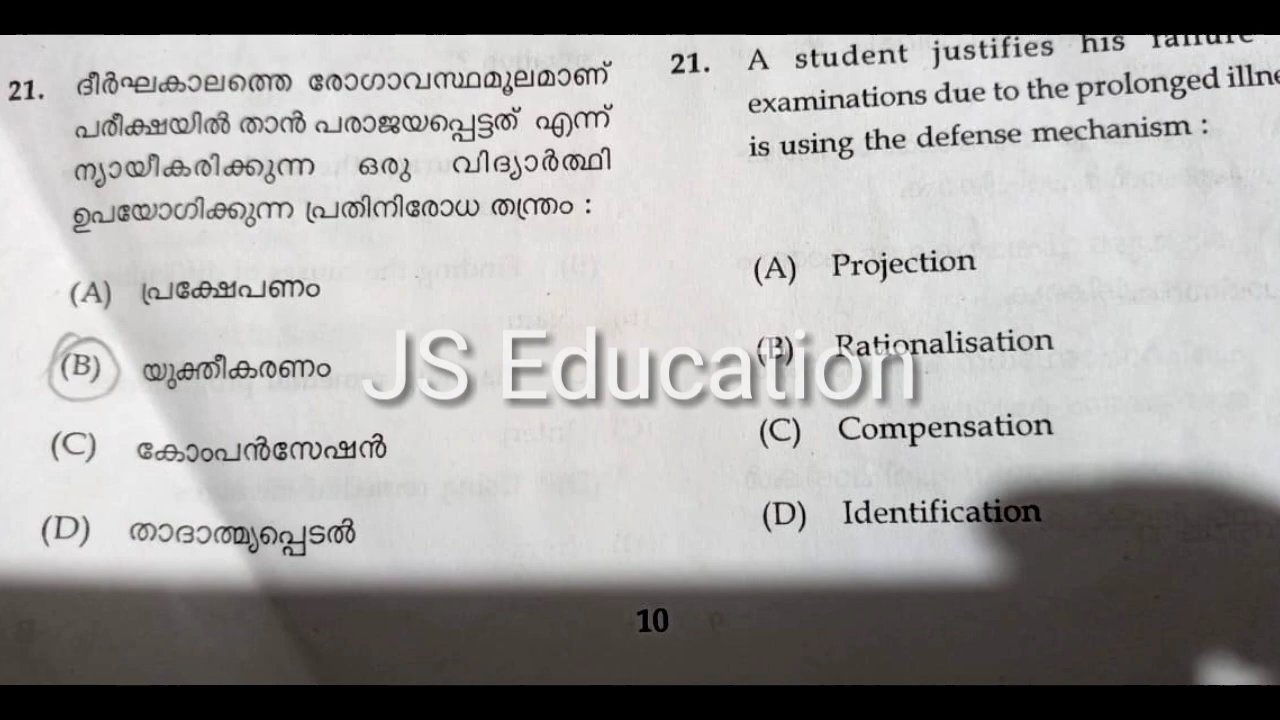 21. ദീർഘകാലത്തെ രോഗാവസ്ഥമൂലമാണ്
പരീക്ഷയിൽ താൻ പരാജയപ്പെട്ടത് എന്ന്
ന്യായീകരിക്കുന്ന ഒരു വിദ്യാർത്ഥി
ഉപയോഗിക്കുന്ന പ്രതിനിരോധ തന്ത്രം :
(A) പ്രക്ഷേപണം
(B) യുക്തീകരണം
(C) കോംപൻസേഷൻ
(D) താദാത്മ്യപ്പെടൽ
21. A student justifies his failure
examinations due to the prolonged illne
is using the defense mechanism :
(A) Projection
(B) Rationalisation
(C) Compensation
(D) Identification
JS Education
10